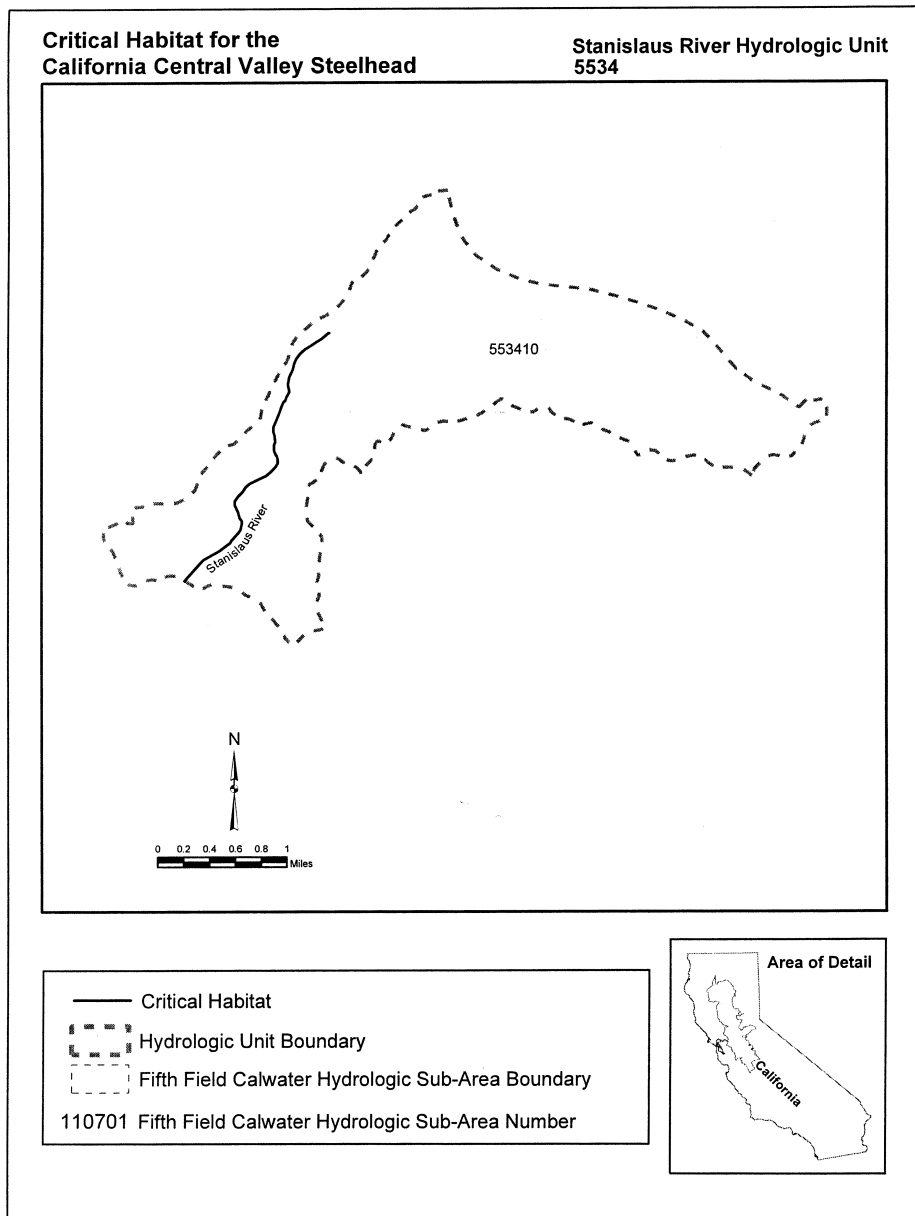 Critical Habitat for the
California Central Valley Steelhead
Stanislaus River Hydrologic Unit
5534
553410
Stanislaus River
N
0 0.2 0.4 0.6 0.8 1
Miles
Critical Habitat
Hydrologic Unit Boundary
Fifth Field Calwater Hydrologic Sub-Area Boundary
110701 Fifth Field Calwater Hydrologic Sub-Area Number
Area of Detail
California